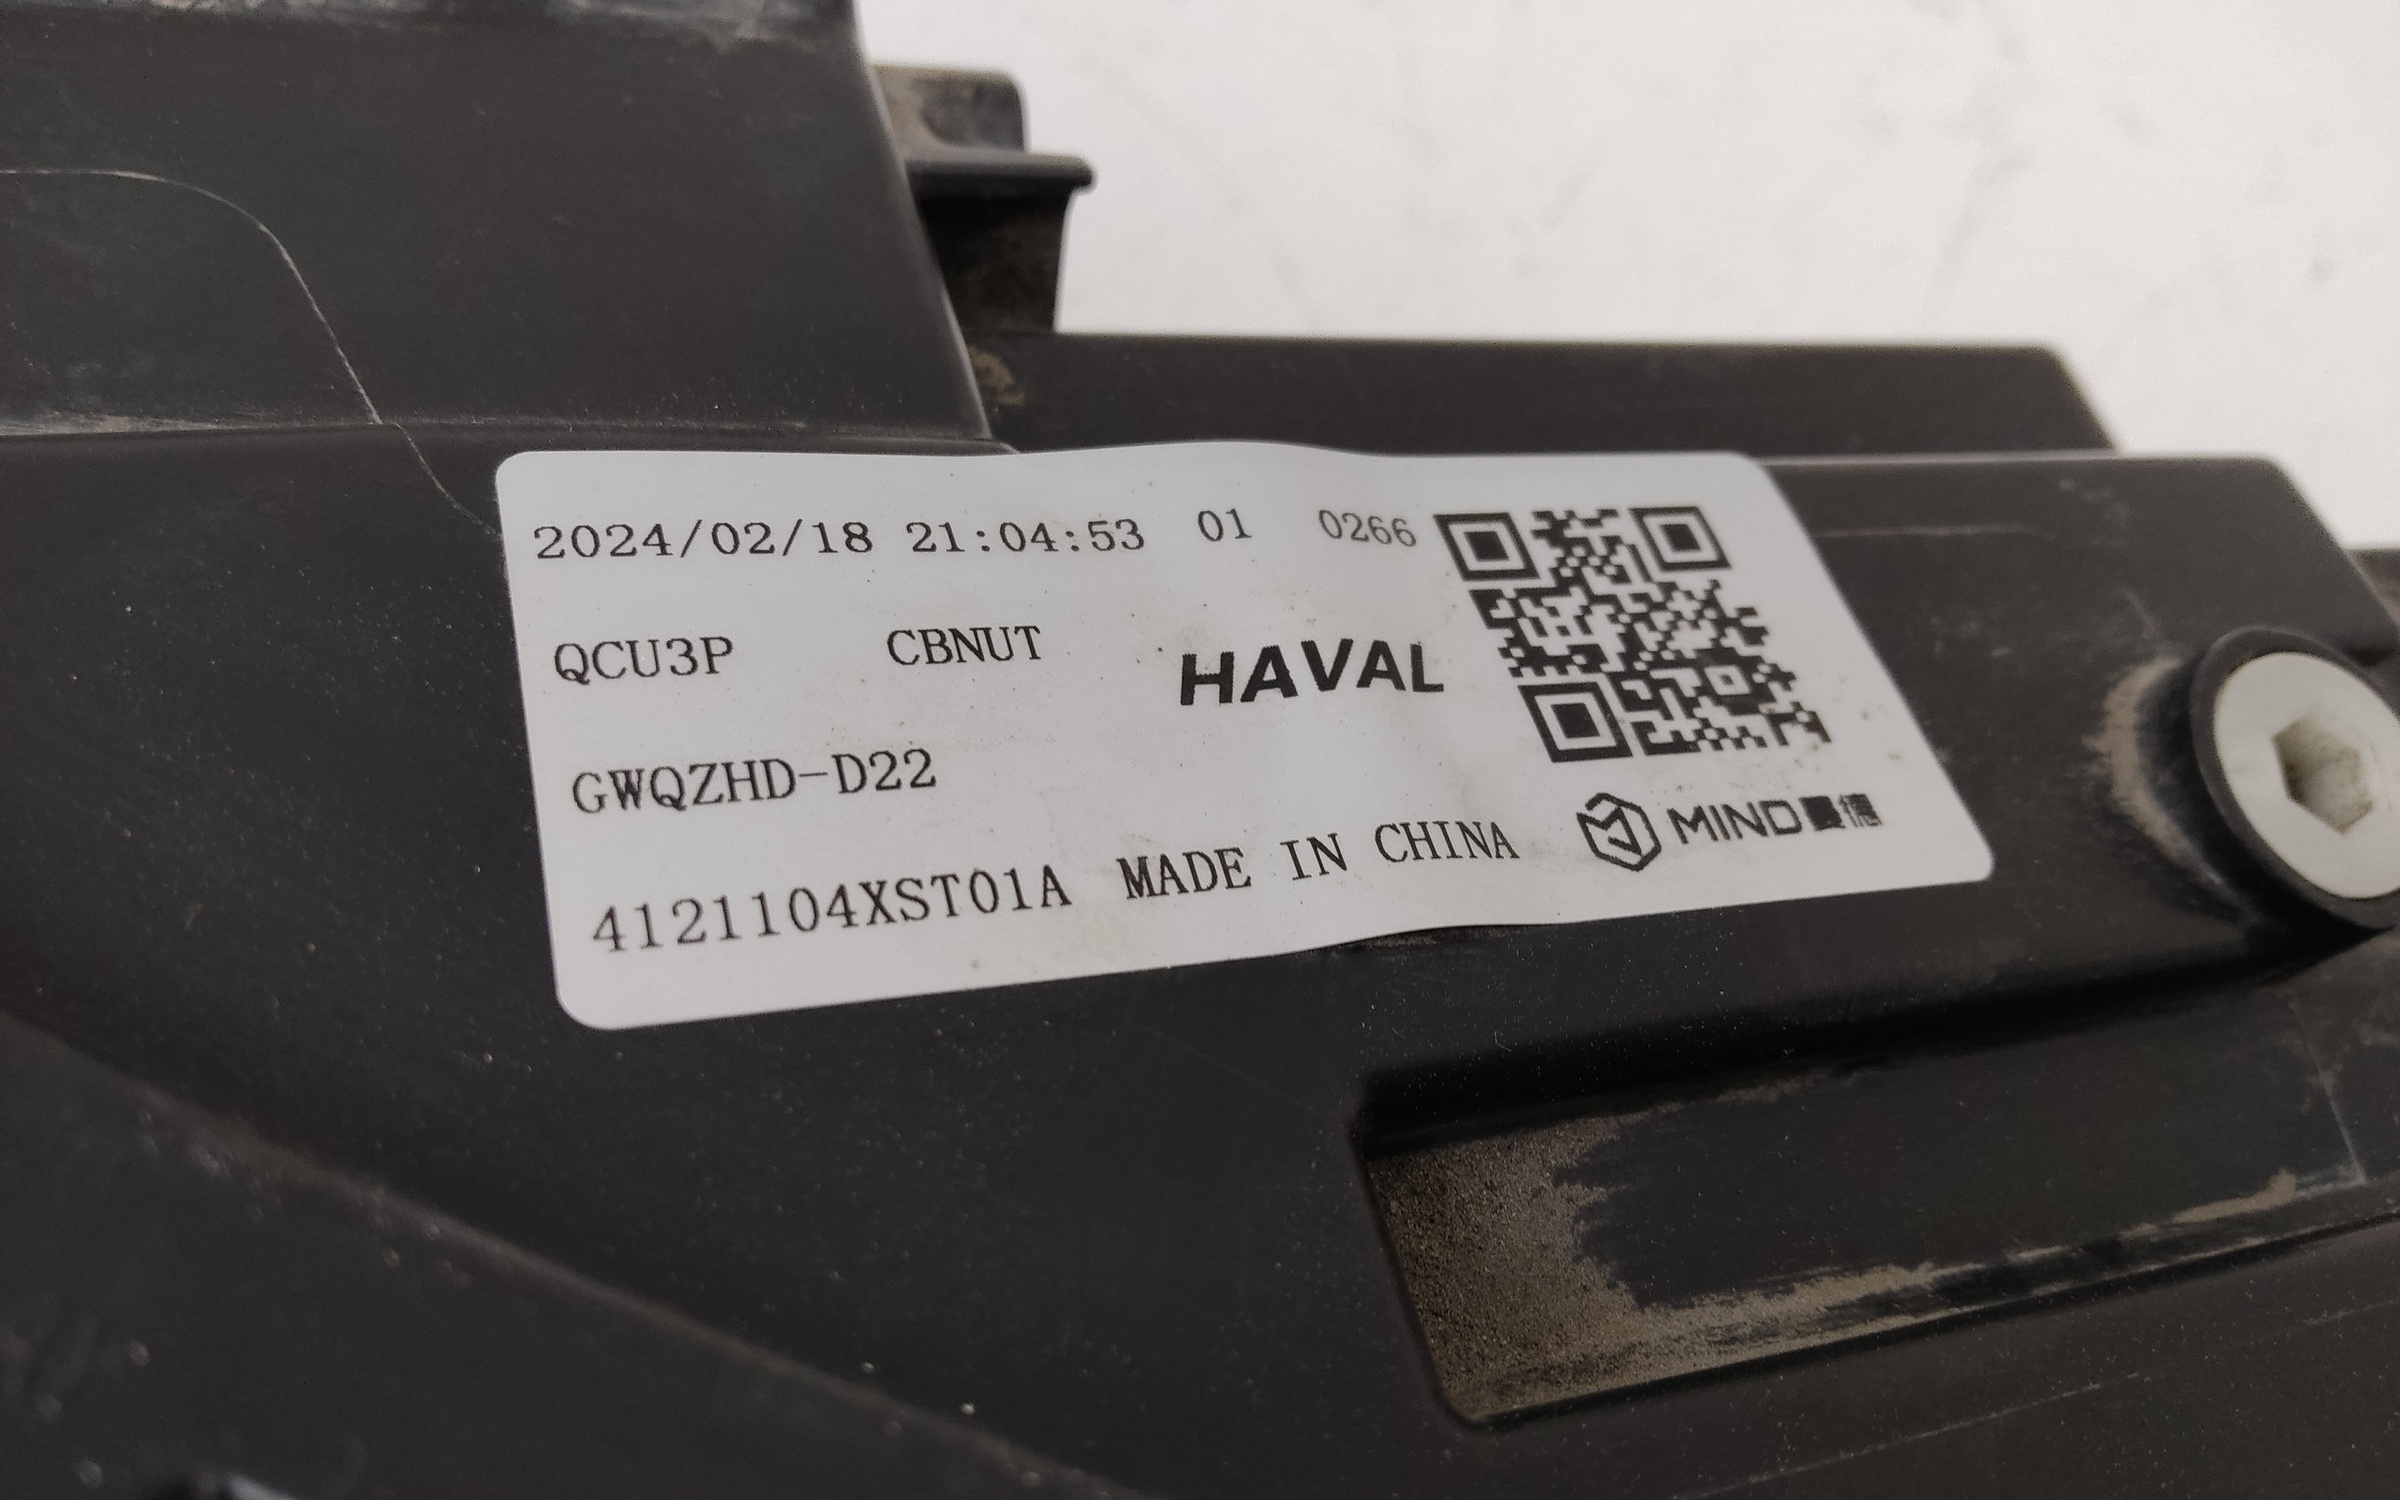 2024/02/18 21:04:53 01 0266
QCU3P CBNUT
HAVAL
GWQZHD-D22
4121104XST01A MADE IN CHINA
MIND曼德